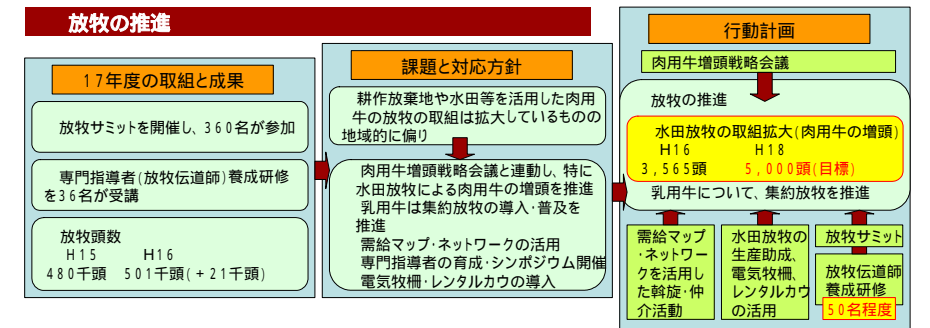 放牧の推進
17年度の取組と成果
放牧サミットを開催し、360名が参加
専門指導者(放牧伝道師)養成研修
を36名が受講
放牧頭数
H15 H16
480千頭 501千頭(+21千頭)
課題と対応方針
耕作放棄地や水田等を活用した肉用
牛の放牧の取組は拡大しているものの
地域的に偏り
肉用牛増頭戦略会議と連動し、特に
水田放牧による肉用牛の増頭を推進
乳用牛は集約放牧の導入・普及を
推進
需給マップ・ネットワークの活用
専門指導者の育成・シンポジウム開催
電気牧柵・レンタルカウの導入
行動計画
肉用牛増頭戦略会議
放牧の推進
水田放牧の取組拡大(肉用牛の増頭)
H16 H18
3,565頭 5,000頭(目標)
乳用牛について、集約放牧を推進
需給マップ
・ネットワー
クを活用し
た斡旋・仲
介活動
水田放牧の
生産助成、
電気牧柵、
レンタルカウ
の活用
放牧サミット
放牧伝道師
養成研修
50名程度